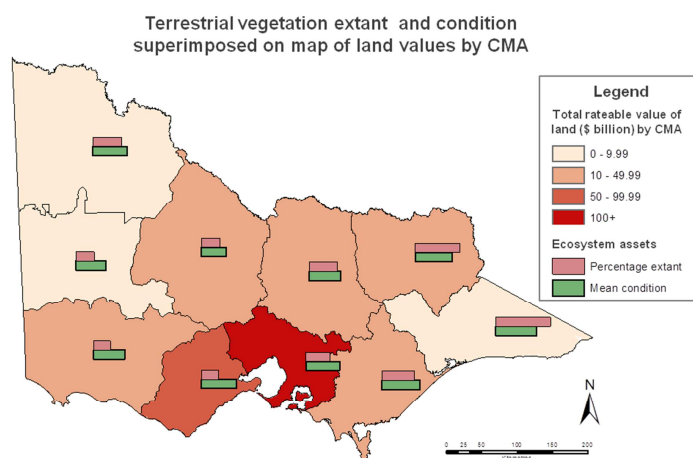 Terrestrial vegetation extant and condition
superimposed on map of land values by CMA
Legend
Total rateable value of
land ($ billion) by CMA
0 - 9.99
10 - 49.99
50 - 99.99
100+
Ecosystem assets
Percentage extant
Mean condition
N
0 25 50 100 150 200